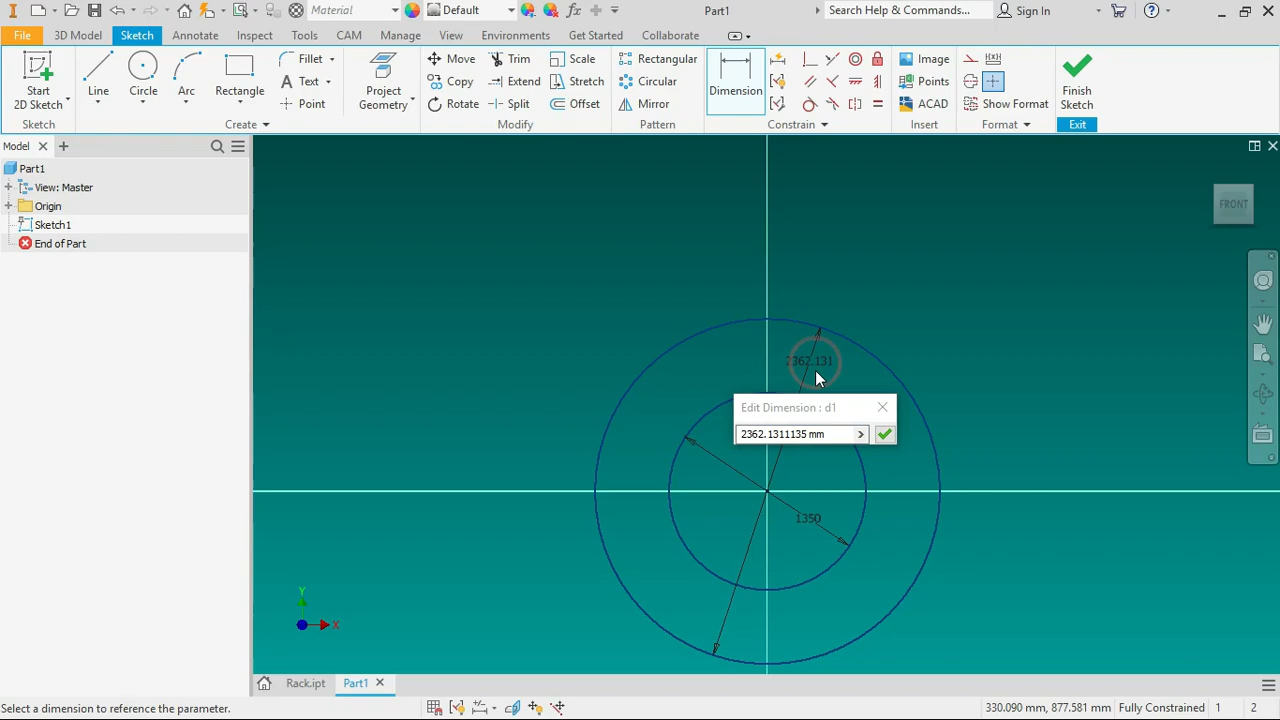 Material
Default
Part1
Search Help & Commands...
Sign In
File
3D Model
Sketch
Annotate
Inspect
Tools
CAM
Manage
View
Environments
Get Started
Collaborate
Start
2D Sketch
Line
Circle
Arc
Rectangle
Fillet
Text
Point
Project
Geometry
Move
Copy
Rotate
Trim
Extend
Split
Scale
Stretch
Offset
Rectangular
Circular
Mirror
Dimension
Image
Points
ACAD
Show Format
Finish
Sketch
Sketch
Create
Modify
Pattern
Constrain
Insert
Format
Exit
Model
Part1
View: Master
Origin
Sketch1
End of Part
FRONT
2362.131
Edit Dimension : d1
2362.1311135 mm
1350
Y
X
Rack.ipt
Part1
Select a dimension to reference the parameter.
330.090 mm, 877.581 mm
Fully Constrained
1
2